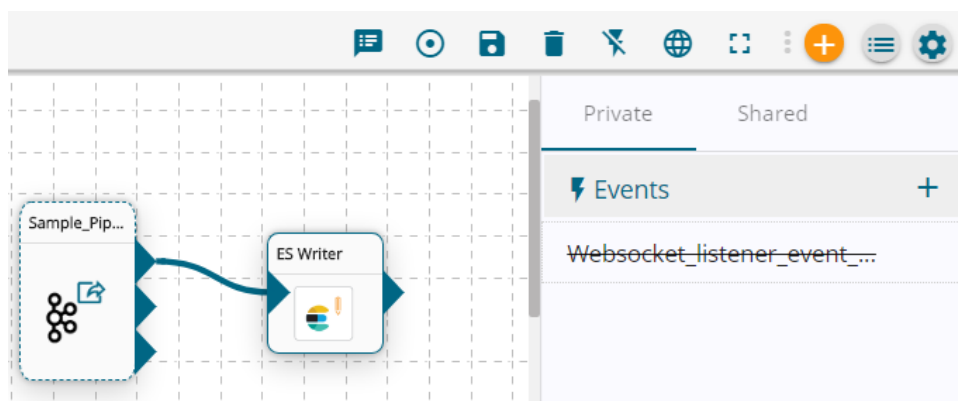 Private Shared
Events
Sample_Pip...
ES Writer
Websocket_listener_event_...